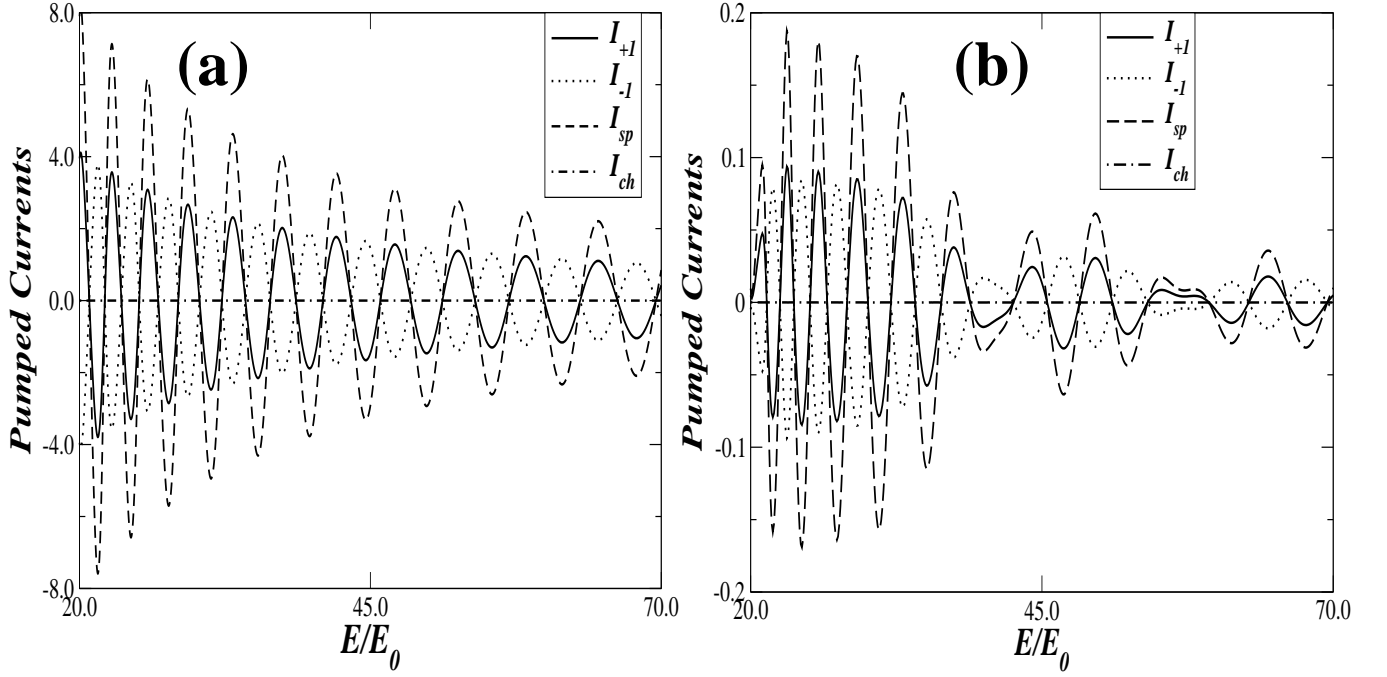 (a)
I+1
I-1
Isp
Ich
8.0
4.0
0.0
-4.0
-8.0
20.0
45.0
70.0
Pumped Currents
E/E0
(b)
I+1
I-1
Isp
Ich
0.2
0.1
0
-0.1
-0.2
20.0
45.0
70.0
Pumped Currents
E/E0